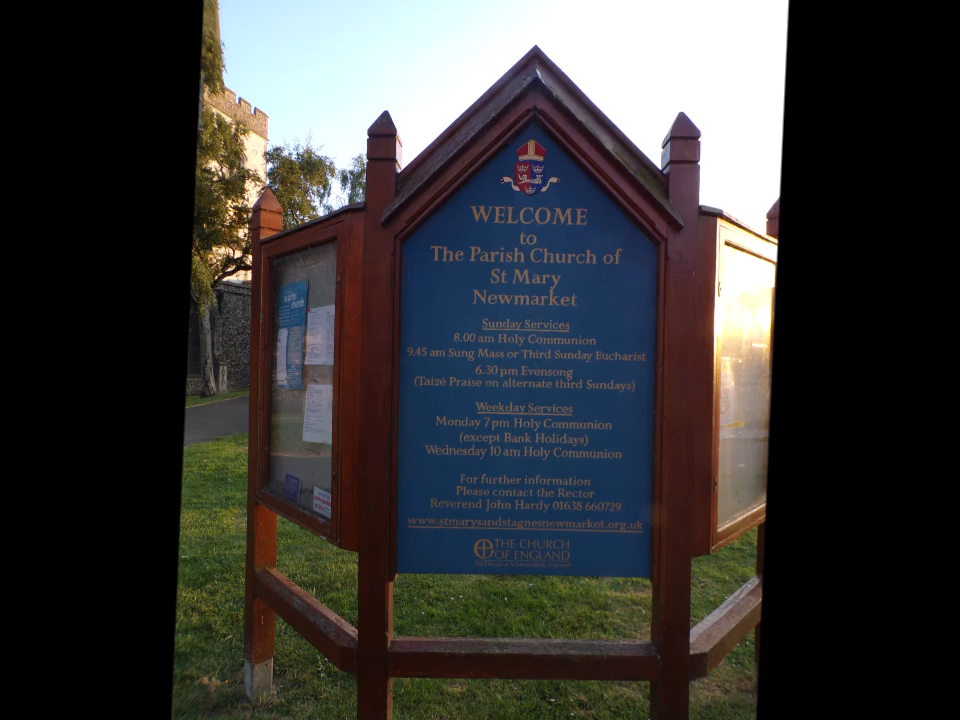 WELCOME
to
The Parish Church of
St Mary
Newmarket
Sunday Services
8.00 am Holy Communion
9.45 am Sung Mass or Third Sunday Eucharist
6.30 pm Evensong
(Taizé Praise on alternate third Sundays)
Weekday Services
Monday 7pm Holy Communion
(except Bank Holidays)
Wednesday 10 am Holy Communion
For further information
Please contact the Rector
Reverend John Hardy 01638 660729
www.stmarysandstagnesnewmarket.org.uk
THE CHURCH
OF ENGLAND
church